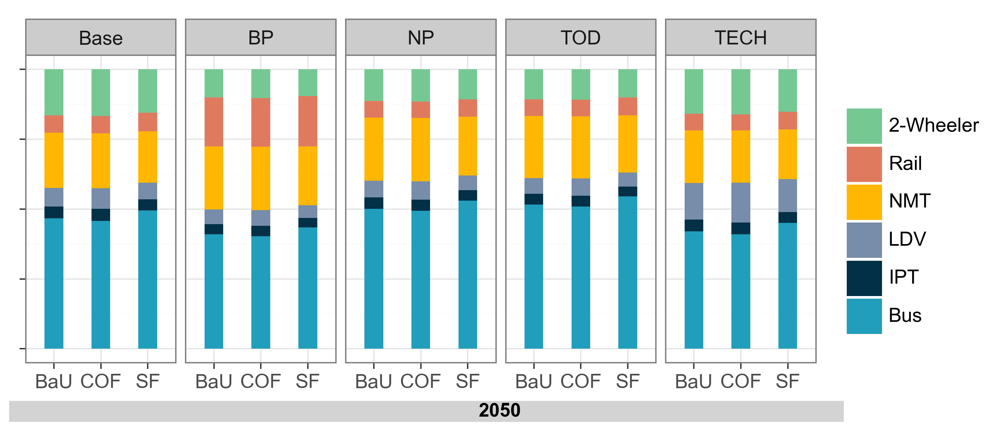 Base BP NP TOD TECH
2-Wheeler
Rail
NMT
LDV
IPT
Bus
BaU COF SF BaU COF SF BaU COF SF BaU COF SF BaU COF SF
2050